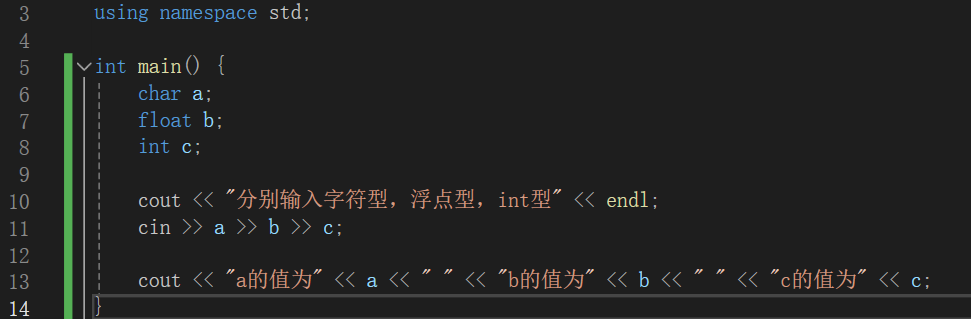 3 using namespace std;
4
5 int main() {
6 char a;
7 float b;
8 int c;
9
10 cout << "分别输入字符型，浮点型，int型" << endl;
11 cin >> a >> b >> c;
12
13 cout << "a的值为" << a << " " << "b的值为" << b << " " << "c的值为" << c;
14 }